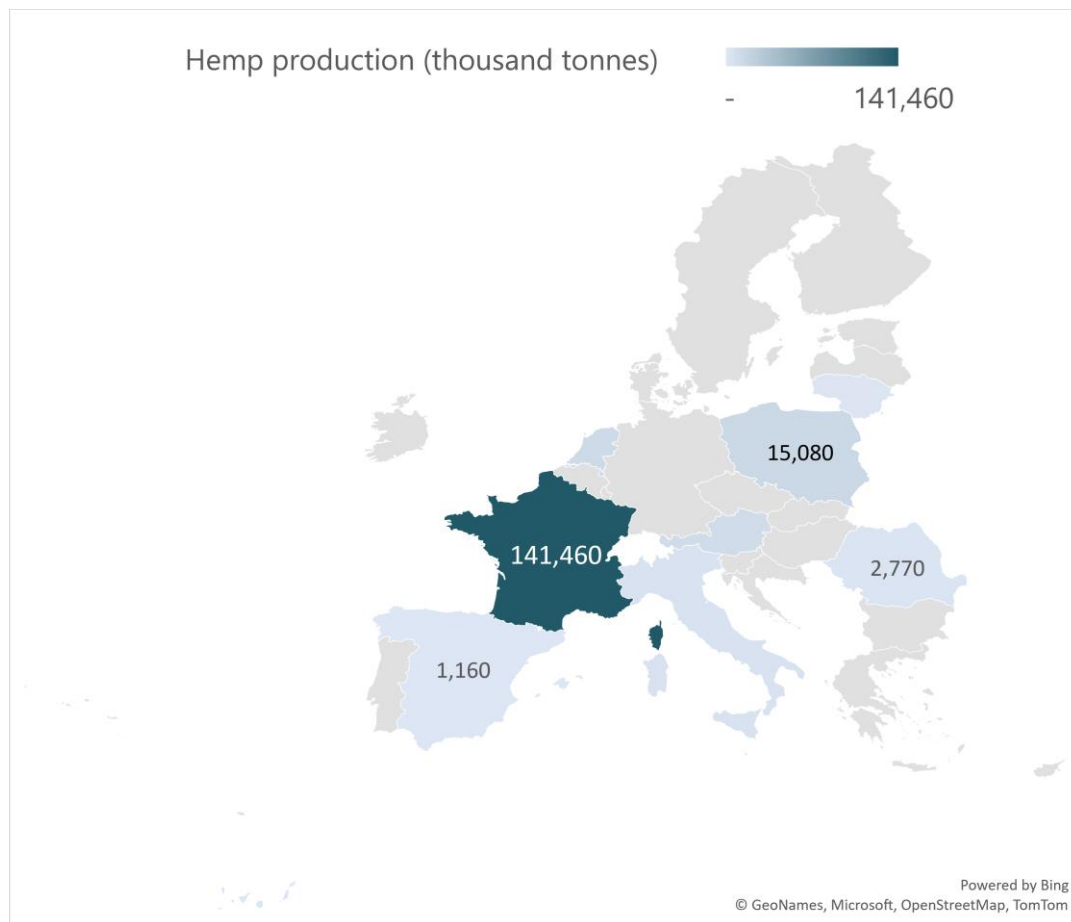 Hemp production (thousand tonnes)
-
141,460
15,080
141,460
2,770
1,160
Powered by Bing
© GeoNames, Microsoft, OpenStreetMap, TomTom